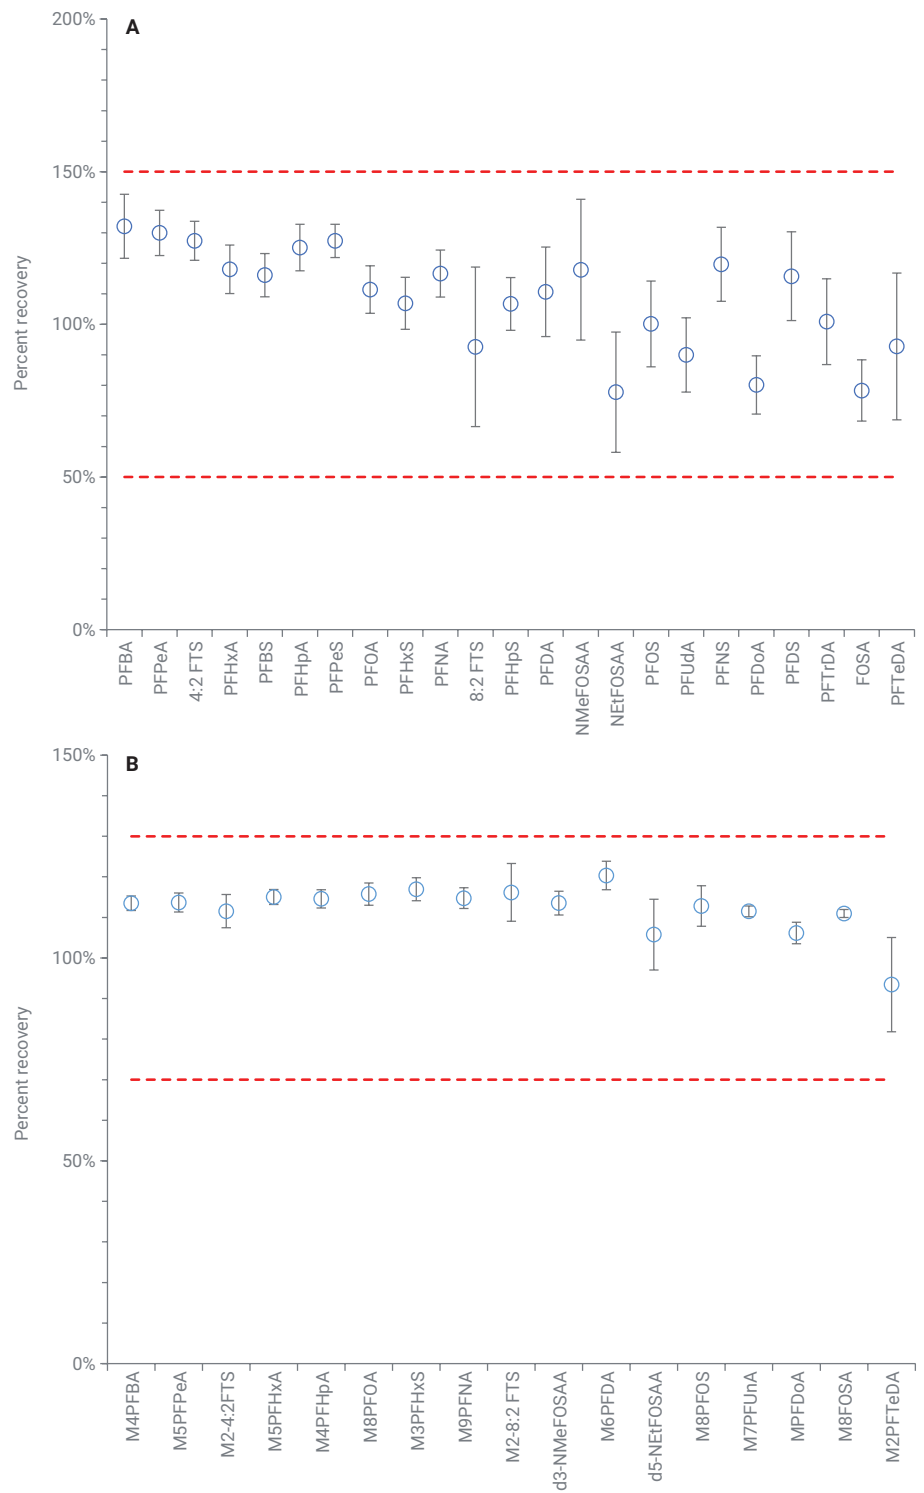 A
200%
150%
100%
50%
0%
Percent recovery
PFBA
PFPeA
4:2 FTS
PFHxA
PFBS
PFHpA
PFPeS
PFOA
PFHxS
PFNA
8:2 FTS
PFHpS
PFDA
NMeFOSAA
NEtFOSAA
PFOS
PFUdA
PFNS
PFDoA
PFDS
PFTrDA
FOSA
PFTeDA
B
150%
100%
50%
0%
Percent recovery
M4PFBA
M5PFPeA
M2-4:2FTS
M5PFHxA
M4PFHpA
M8PFOA
M3PFHxS
M9PFNA
M2-8:2 FTS
d3-NMeFOSAA
M6PFDA
d5-NEtFOSAA
M8PFOS
M7PFUnA
MPFDoA
M8FOSA
M2PFTeDA